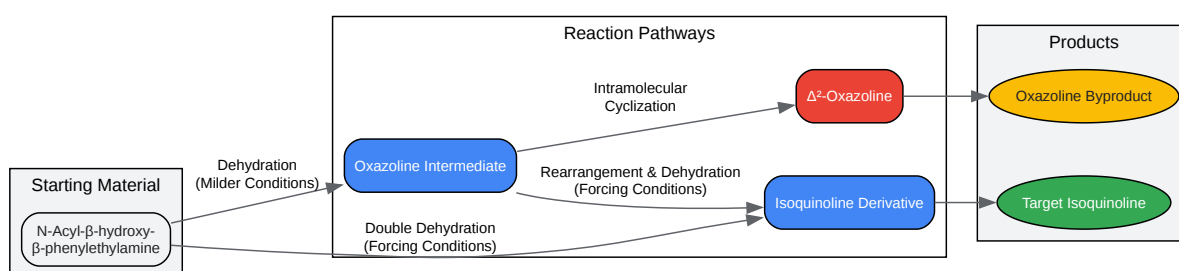 Reaction Pathways
Products
Intramolecular
Cyclization
Δ²-Oxazoline
Oxazoline Byproduct
Dehydration
(Milder Conditions)
Oxazoline Intermediate
Rearrangement & Dehydration
(Forcing Conditions)
Isoquinoline Derivative
Target Isoquinoline
Starting Material
N-Acyl-β-hydroxy-
β-phenylethylamine
Double Dehydration
(Forcing Conditions)